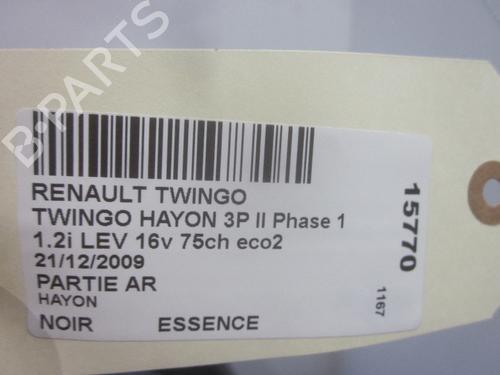 B-PARTS
RENAULT TWINGO
TWINGO HAYON 3P II Phase 1
1.2i LEV 16v 75ch eco2
21/12/2009
PARTIE AR
HAYON
NOIR ESSENCE
15770
1167